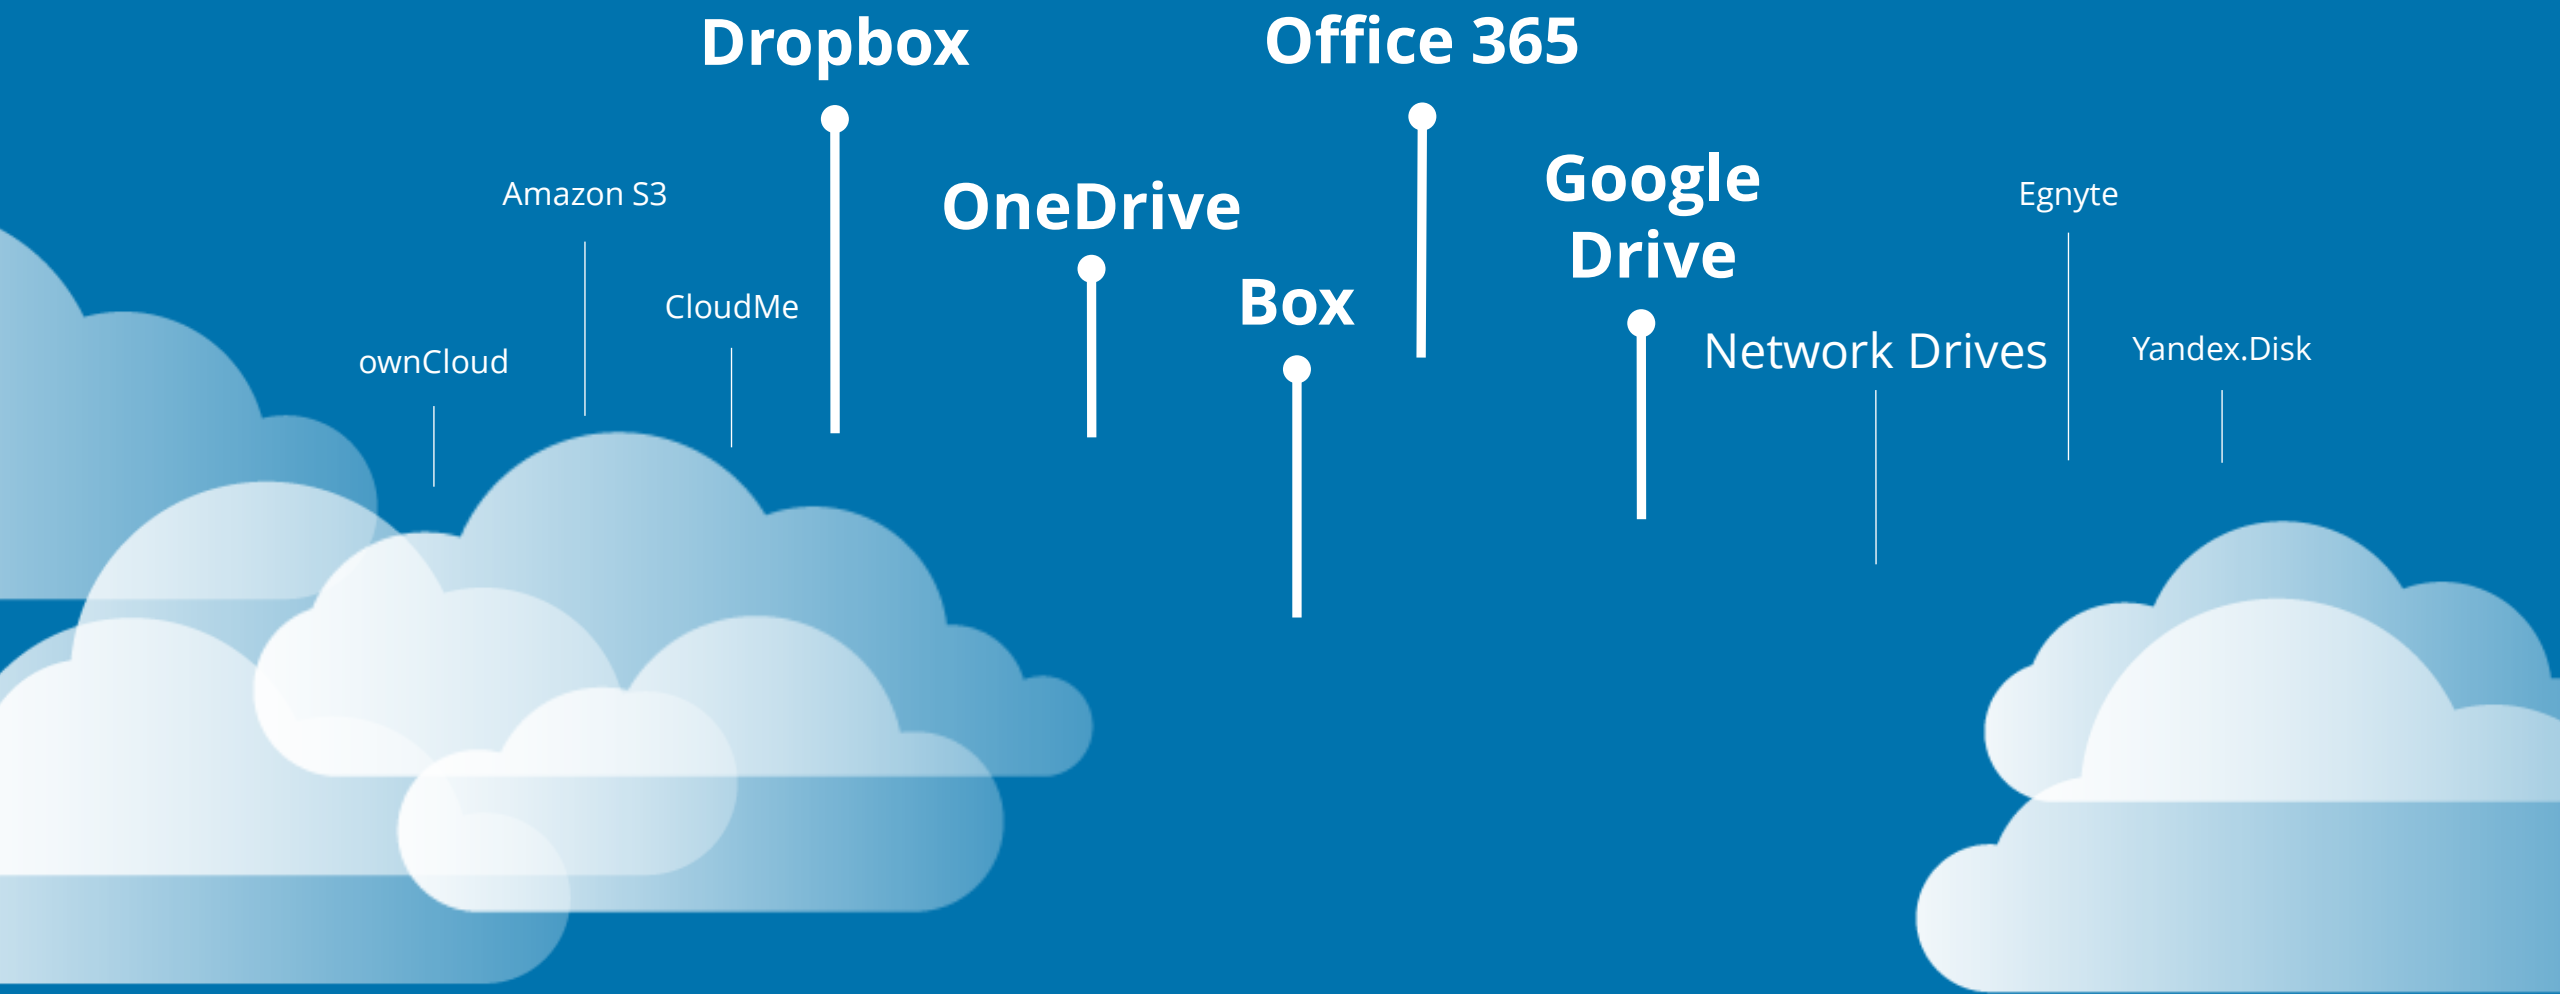 Dropbox
Office 365
Amazon S3
OneDrive
Google
Drive
Egnyte
CloudMe
Box
ownCloud
Network Drives
Yandex.Disk